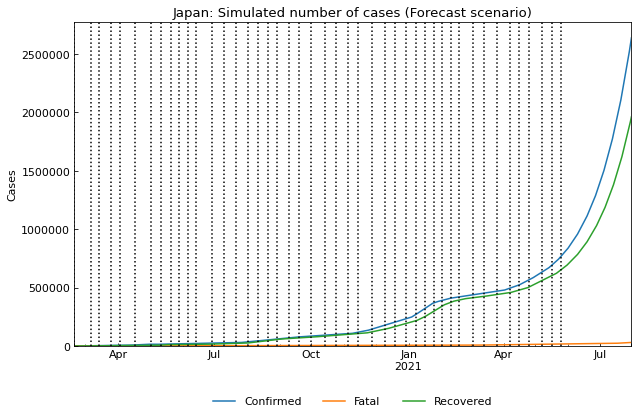 Japan: Simulated number of cases (Forecast scenario)
Cases
2500000
2000000
1500000
1000000
500000
0
Apr Jul Oct Jan Apr Jul
2021
Confirmed Fatal Recovered